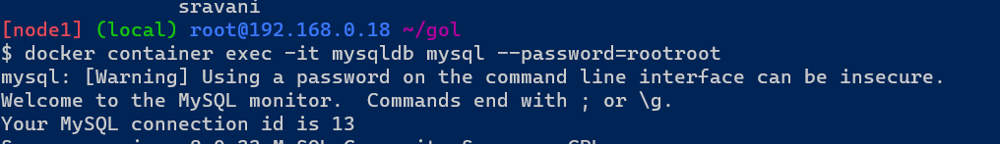 sravani
[node1] (local) root@192.168.0.18 ~/gol
$ docker container exec -it mysqldb mysql --password=rootroot
mysql: [Warning] Using a password on the command line interface can be insecure.
Welcome to the MySQL monitor.  Commands end with ; or \g.
Your MySQL connection id is 13